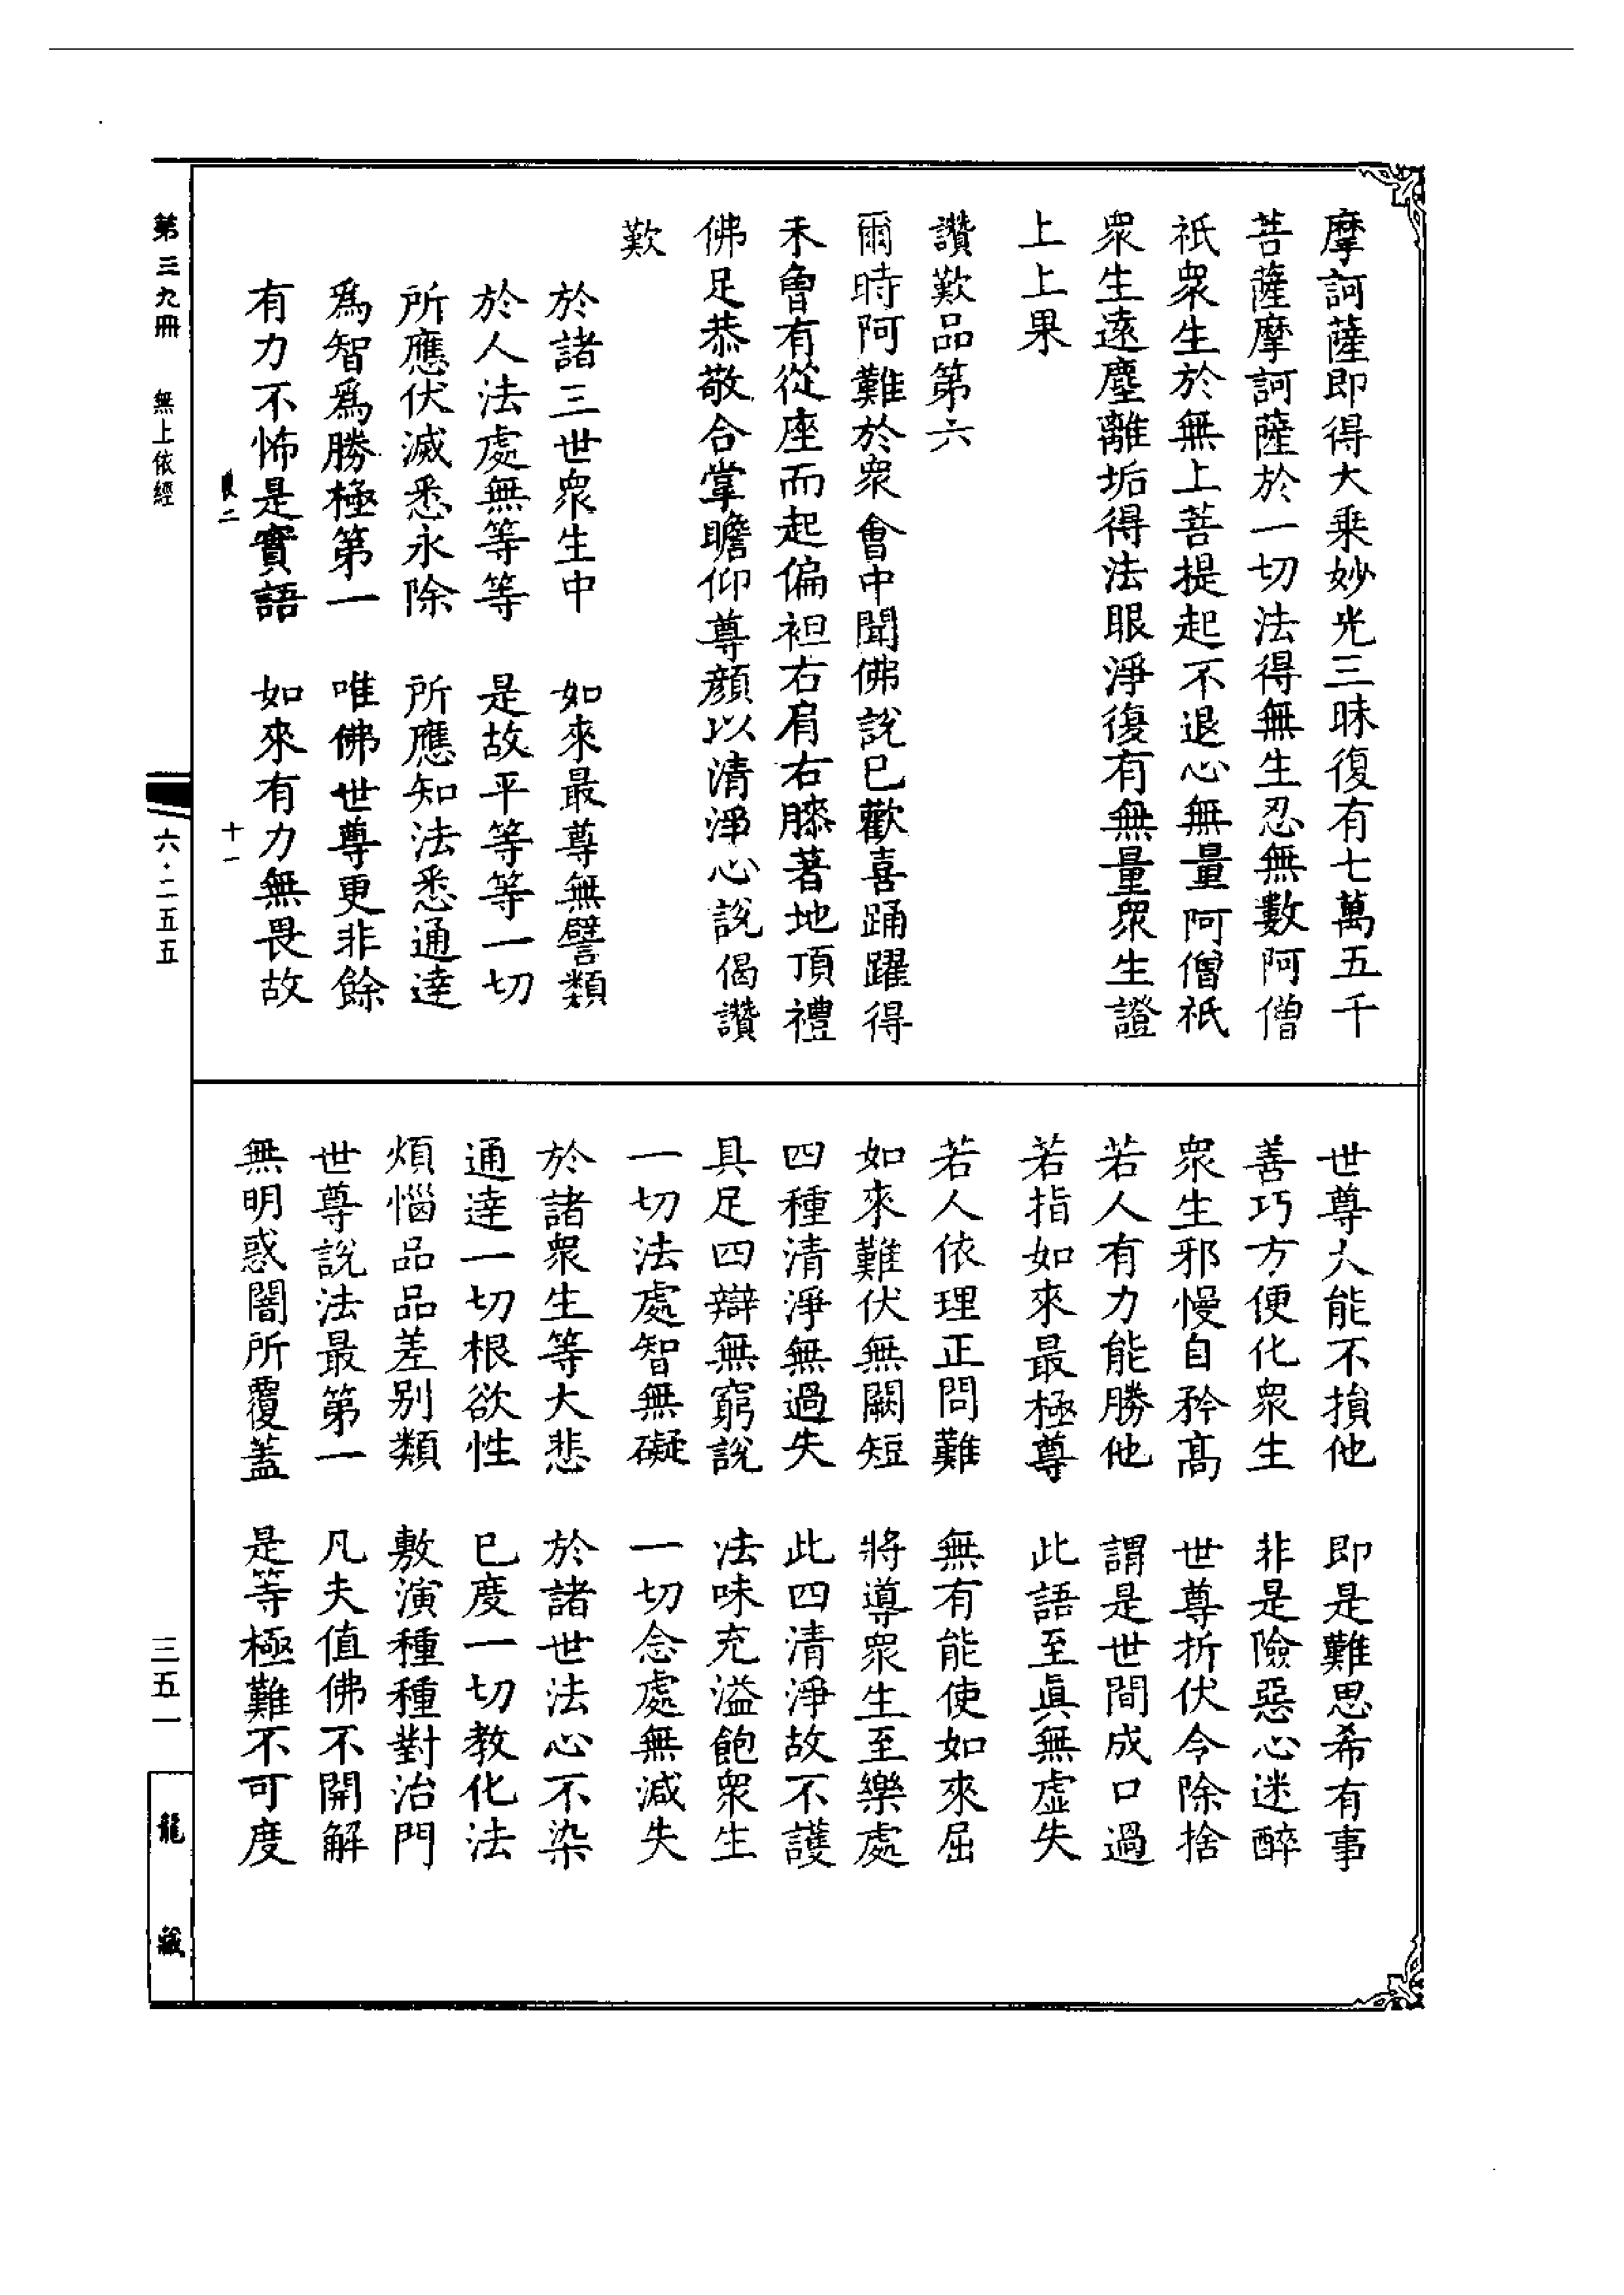 摩訶薩即得大乘妙光三昧復有七萬五千
菩薩摩訶薩於一切法得無生忍無數阿僧
祇衆生於無上菩提起不退心無量阿僧祇
衆生遠塵離垢得法眼淨復有無量衆生證
上上果
讚歎品第六
爾時阿難於衆會中聞佛說已歡喜踊躍得
未曾有從座而起偏袒右肩右膝著地頂禮
佛足恭敬合掌瞻仰尊顏以清淨心說偈讚
歎
於諸三世衆生中　如來最尊無譬類
於人法處無等等　是故平等等一切
所應伏滅悉永除　所應知法悉通達
爲智爲勝極第一　唯佛世尊更非餘
有力不怖是實語　如來有力無畏故
良二　十一
世尊大能不損他　即是難思希有事
善巧方便化衆生　非是險惡心迷醉
衆生邪慢自矜高　世尊折伏令除捨
若人有力能勝他　謂是世間成口過
若指如來最極尊　此語至眞無虛失
若人依理正問難　無有能使如來屈
如來難伏無闕短　將導衆生至樂處
四種清淨無過失　此四清淨故不護
具足四辯無窮說　法味充溢飽衆生
一切法處智無礙　一切念處無減失
於諸衆生等大悲　於諸世法心不染
通達一切根欲性　已度一切教化法
煩惱品品差別類　敷演種種對治門
世尊說法最第一　凡夫值佛不開解
無明惑闇所覆蓋　是等極難不可度
第三九冊　無上依經
六·二五五
三五一
龍藏